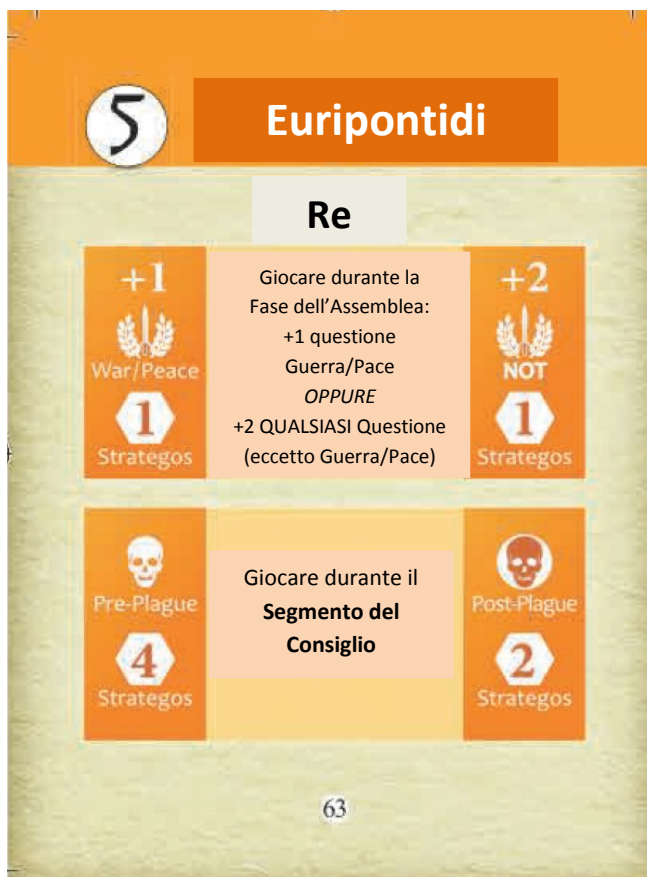 5
Euripontidi
Re
+1
War/Peace
1
Strategos
Giocare durante la
Fase dell'Assemblea:
+1 questione
Guerra/Pace
OPPURE
+2 QUALSIASI Questione
(eccetto Guerra/Pace)
+2
NOT
1
Strategos
Pre-Plague
4
Strategos
Giocare durante il
Segmento del
Consiglio
Post-Plague
2
Strategos
63